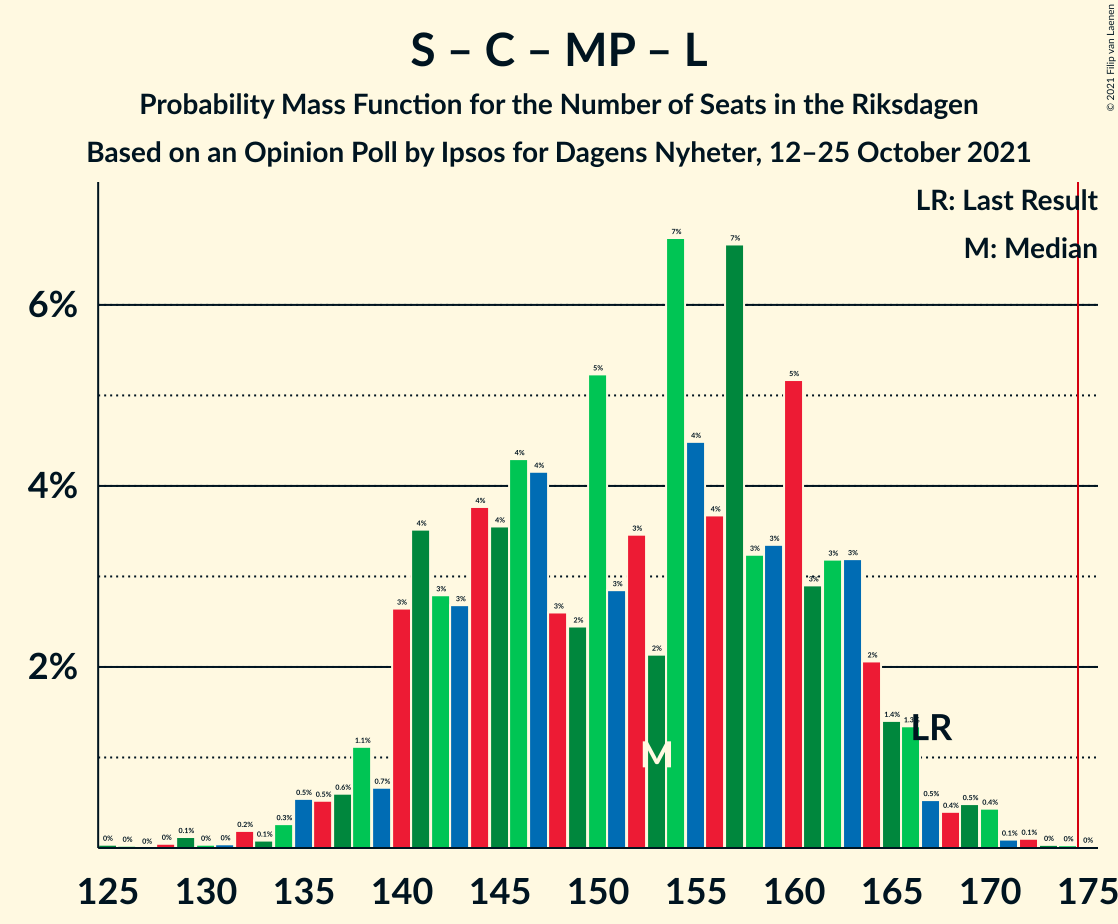 S – C – MP – L
Probability Mass Function for the Number of Seats in the Riksdagen
Based on an Opinion Poll by Ipsos for Dagens Nyheter, 12–25 October 2021
© 2021 Filip van Laenen
LR: Last Result
M: Median
6%
4%
2%
0% 0% 0% 0% 0.1% 0% 0% 0.2% 0.1% 0.3% 0.5% 0.5% 0.6% 1.1% 0.7% 3% 4% 3% 3% 4% 4% 4% 4% 3% 2% 5% 3% 3% 2% 7% 4% 4% 7% 3% 3% 5% 3% 3% 3% 2% 1.4% 1.3% 0.5% 0.4% 0.5% 0.4% 0.1% 0.1% 0% 0% 0%
LR
M
125 130 135 140 145 150 155 160 165 170 175